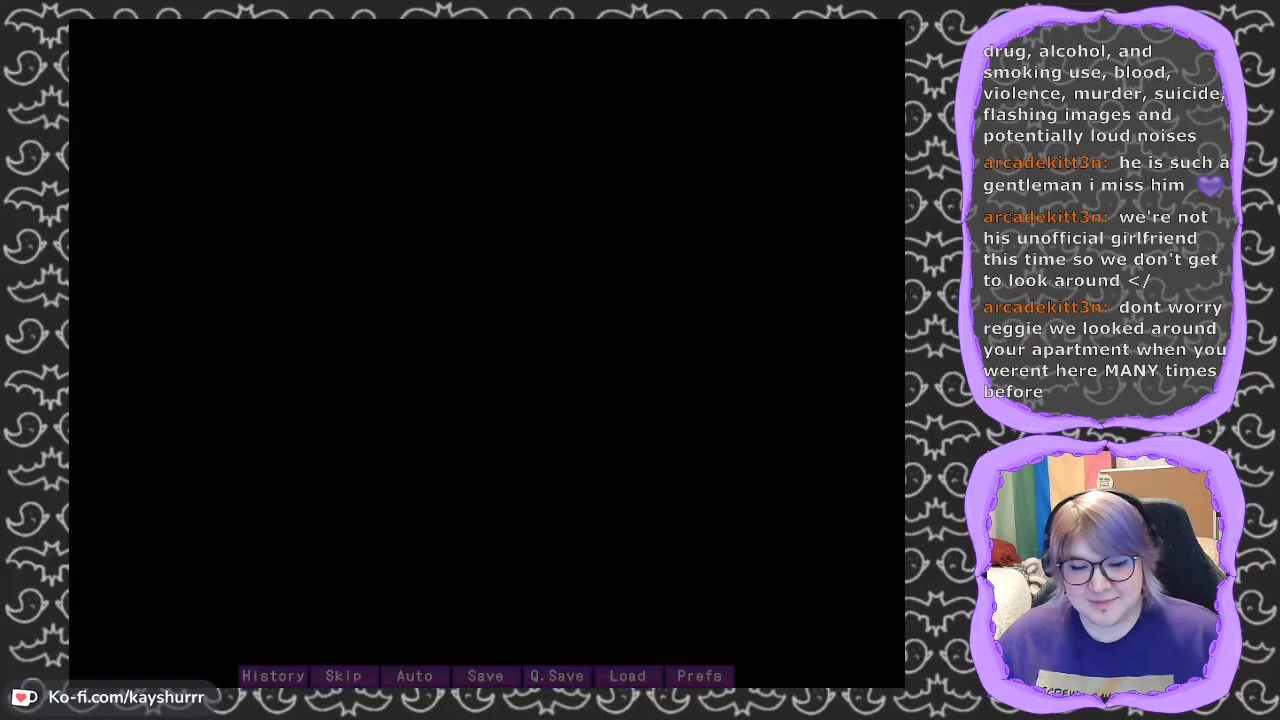 drug, alcohol, and
smoking use, blood,
violence, murder, suicide,
flashing images and
potentially loud noises
arcadekitt3n: he is such a
gentleman i miss him
arcadekitt3n: we're not
his unofficial girlfriend
this time so we don't get
to look around </
arcadekitt3n: dont worry
reggie we looked around
your apartment when you
werent here MANY times
before
History Skip Auto Save Q.Save Load Prefs
Ko-fi.com/kayshurrr